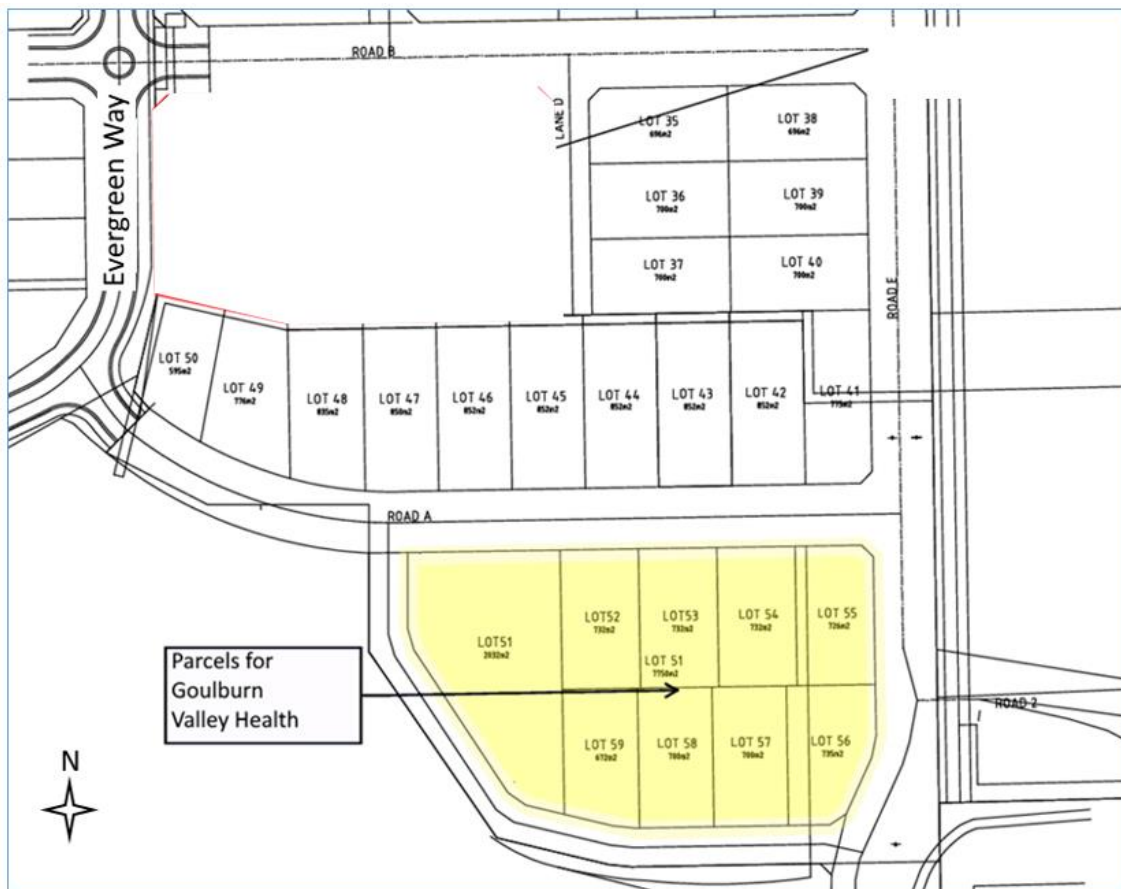 ROAD B
Evergreen Way
LANE D
LOT 35
696m2
LOT 38
696m2
LOT 36
700m2
LOT 39
700m2
LOT 37
700m2
LOT 40
700m2
ROAD E
LOT 50
595m2
LOT 49
776m2
LOT 48
835m2
LOT 47
850m2
LOT 46
852m2
LOT 45
852m2
LOT 44
852m2
LOT 43
852m2
LOT 42
852m2
LOT 41
775m2
ROAD A
LOT51
2032m2
LOT52
732m2
LOT53
732m2
LOT 54
732m2
LOT 55
726m2
LOT 51
7750m2
Parcels for
Goulburn
Valley Health
LOT 59
672m2
LOT 58
700m2
LOT 57
700m2
LOT 56
735m2
ROAD 2
N